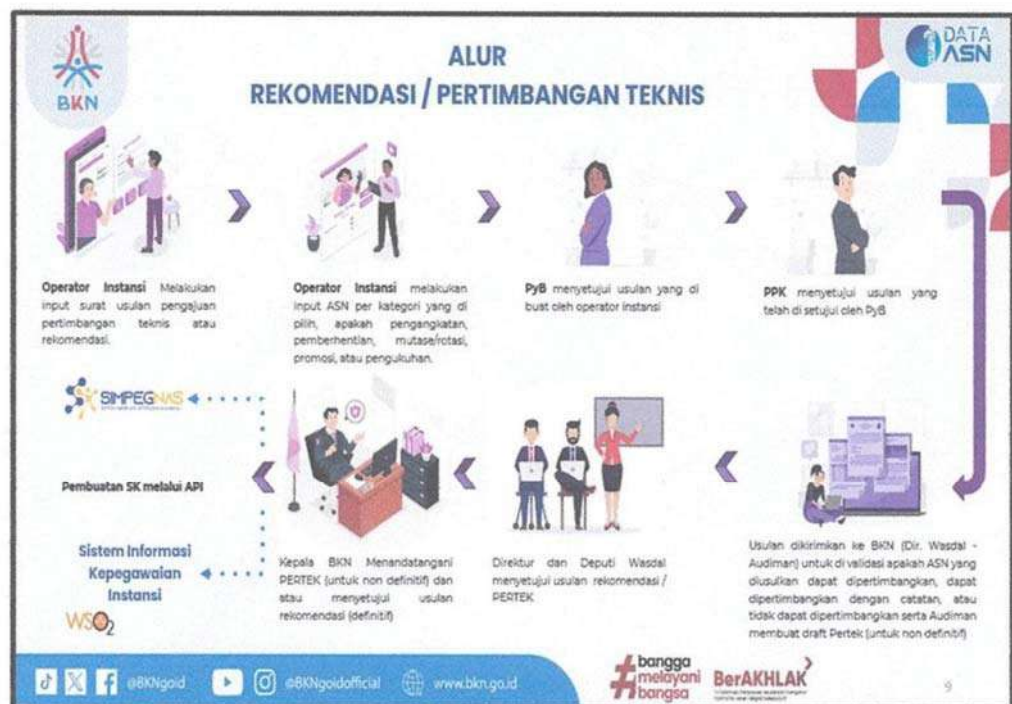 BKN
ALUR
REKOMENDASI / PERTIMBANGAN TEKNIS
DATA
ASN
Operator Instansi Melakukan
input surat usulan pengajuan
pertimbangan teknis atau
rekomendasi.
Operator Instansi melakukan
input ASN per kategori yang di
pilih, apakah pengangkatan,
pemberhentian, mutase/rotasi,
promosi, atau pengukuhan.
PyB menyetujui usulan yang di
buat oleh operator instansi
PPK menyetujui usulan yang
telah di setujui oleh PyB
Usulan dikirimkan ke BKN (Dir. Wasdal -
Audiman) untuk di validasi apakah ASN yang
diusulkan dapat dipertimbangkan, dapat
dipertimbangkan dengan catatan, atau
tidak dapat dipertimbangkan serta Audiman
membuat draft Pertek (untuk non definitif)
Direktur dan Deputi Wasdal
menyetujui usulan rekomendasi /
PERTEK
Kepala BKN Menandatangani
PERTEK (untuk non definitif) dan
atau menyetujui usulan
rekomendasi (definitif)
SIMPEGNAS
Pembuatan SK melalui API
Sistem Informasi
Kepegawaian
Instansi
WSO2
@BKNgoid
@BKNgoidofficial
www.bkn.go.id
#bangga
melayani
bangsa
BerAKHLAK
9